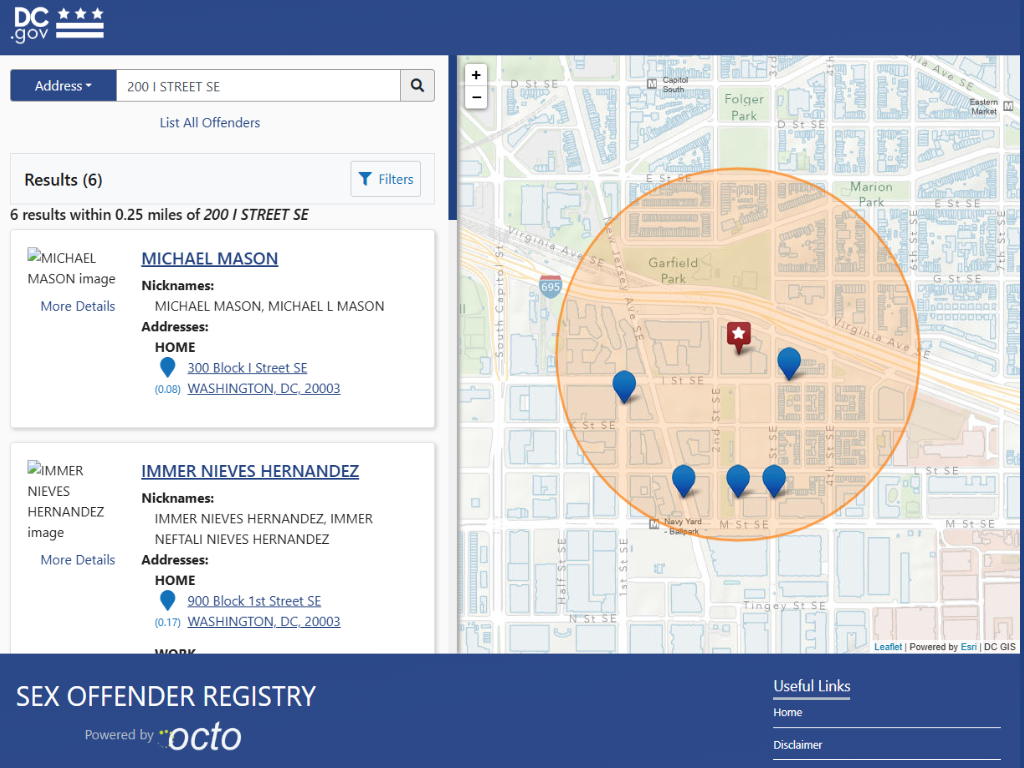 DC
.gov
Address
200 I STREET SE
List All Offenders
Results (6)
Filters
6 results within 0.25 miles of 200 I STREET SE
MICHAEL MASON image
More Details
MICHAEL MASON
Nicknames:
MICHAEL MASON, MICHAEL L MASON
Addresses:
HOME
300 Block I Street SE
(0.08) WASHINGTON, DC, 20003
IMMER NIEVES HERNANDEZ image
More Details
IMMER NIEVES HERNANDEZ
Nicknames:
IMMER NIEVES HERNANDEZ, IMMER
NEFTALI NIEVES HERNANDEZ
Addresses:
HOME
900 Block 1st Street SE
(0.17) WASHINGTON, DC, 20003
WORK
+
−
D St SE
M Capitol South
Folger Park
3rd
4th
Ave SE
Eastern Market M
D St SE
E St SE
Marion Park
E St SE
New Jersey Ave SE
Virginia Ave SE
South Capitol St
Garfield Park
6th St SE
7th St
G St SE
695
Virginia Ave SE
I St SE
K St SE
2nd St SE
St SE
4th St SE
L St SE
M Navy Yard - Ballpark
M St SE
M St SE
Half St SE
1st St SE
Tingey St SE
N St SE
Leaflet | Powered by Esri | DC GIS
SEX OFFENDER REGISTRY
Powered by octo
Useful Links
Home
Disclaimer